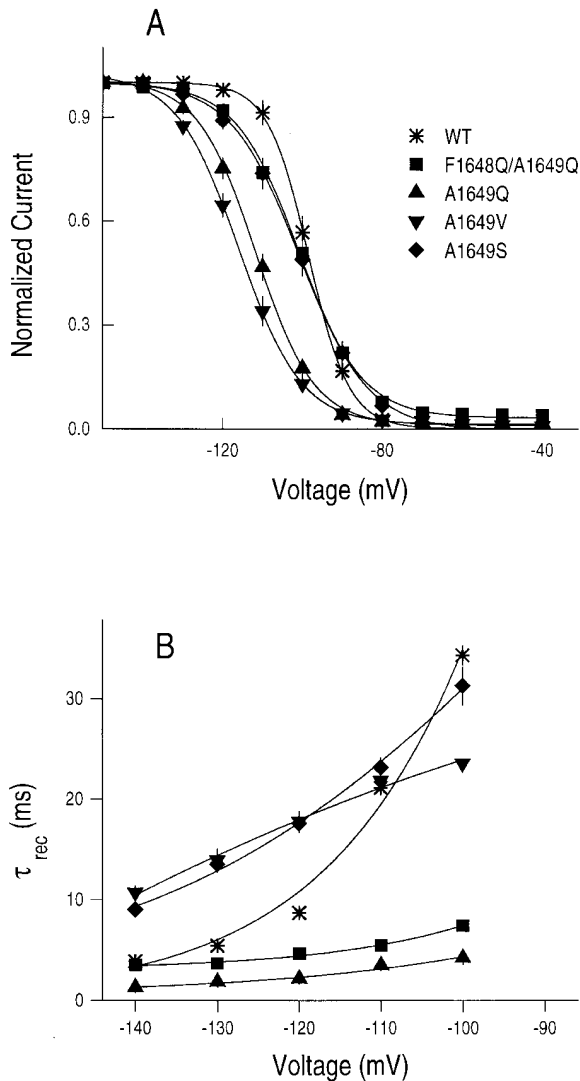 A
Normalized Current
0.9
0.6
0.3
0.0
WT
F1648Q/A1649Q
A1649Q
A1649V
A1649S
-120
-80
-40
Voltage (mV)
B
τ rec (ms)
30
20
10
0
-140
-130
-120
-110
-100
-90
Voltage (mV)